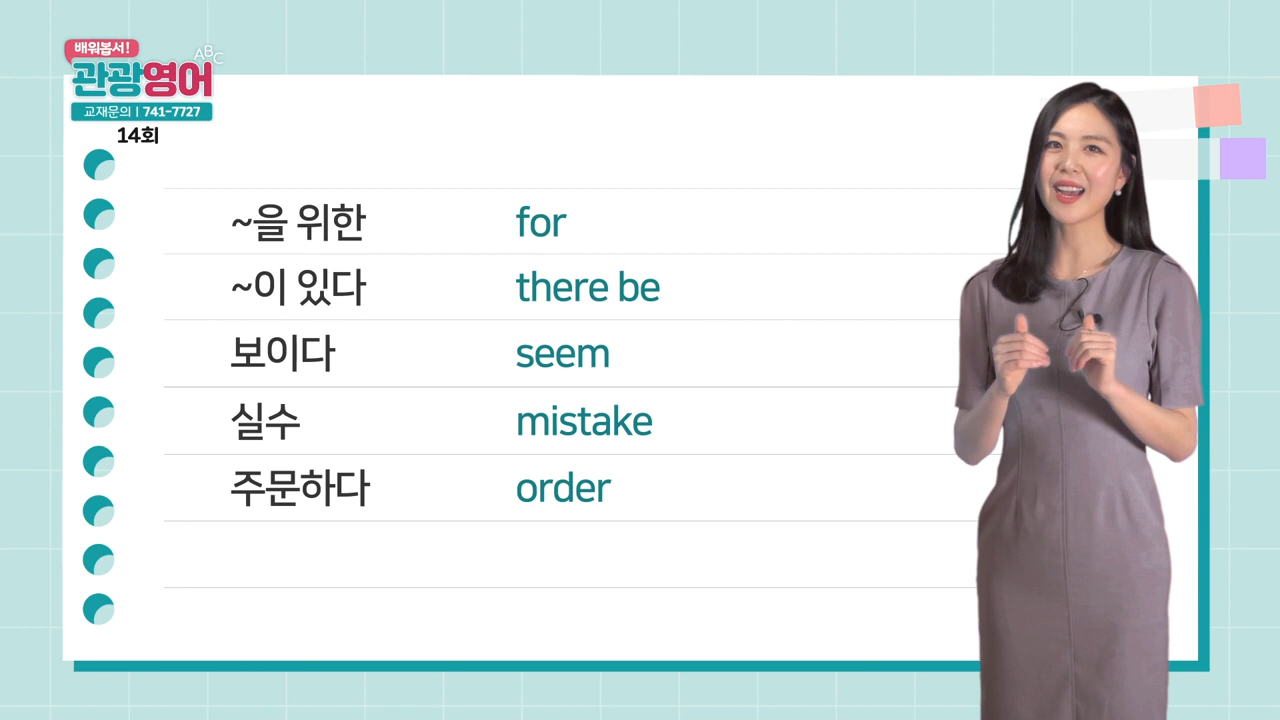 배워봅서!
ABC
관광영어
교재문의 | 741-7727
14회
~을 위한 for
~이 있다 there be
보이다 seem
실수 mistake
주문하다 order